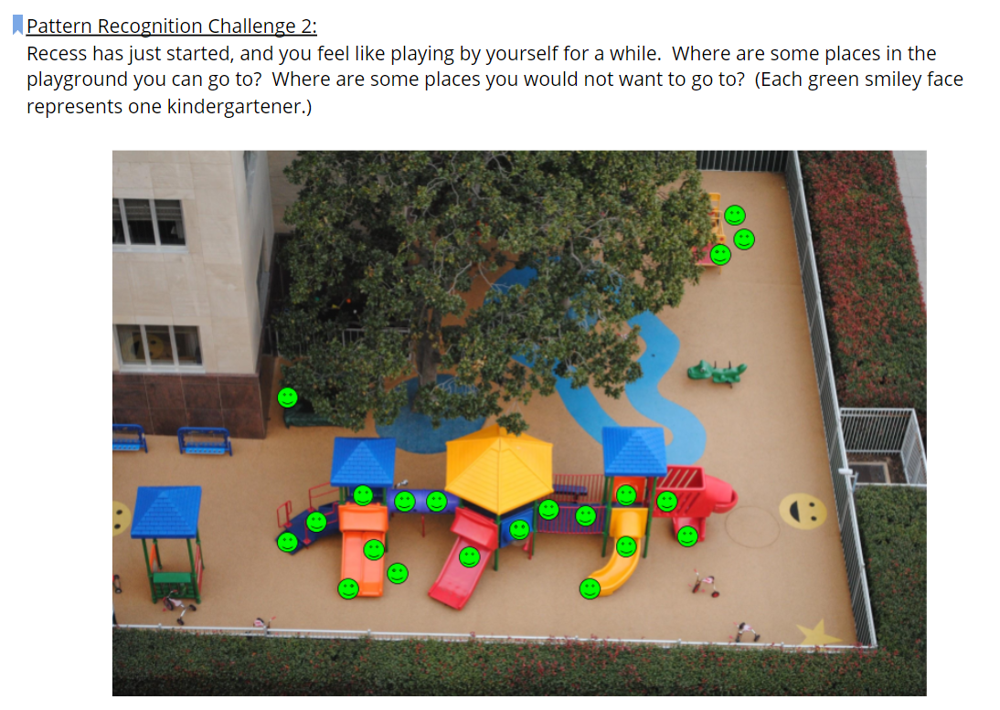 Pattern Recognition Challenge 2:
Recess has just started, and you feel like playing by yourself for a while.  Where are some places in the
playground you can go to?  Where are some places you would not want to go to?  (Each green smiley face
represents one kindergartener.)